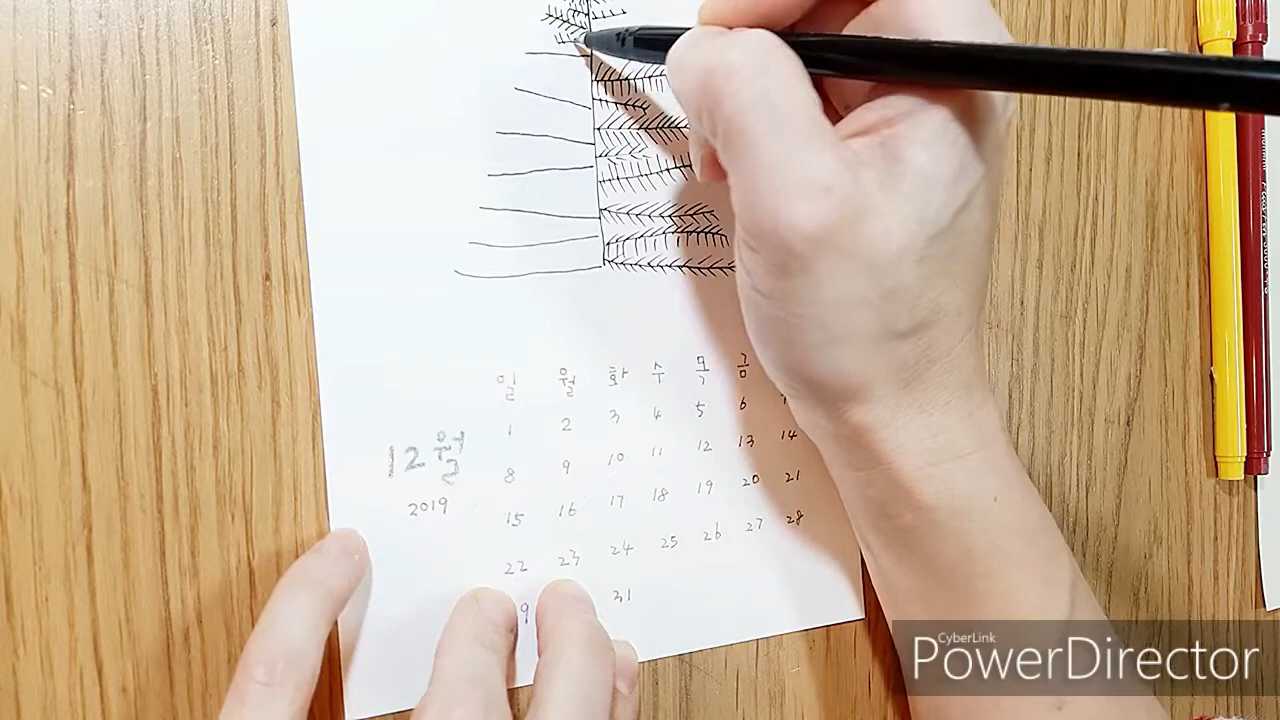 일 월 화 수 목 금
1 2 3 4 5 6
12월 8 9 10 11 12 13 14
2019 15 16 17 18 19 20 21
22 23 24 25 26 27 28
9 31
CyberLink
PowerDirector